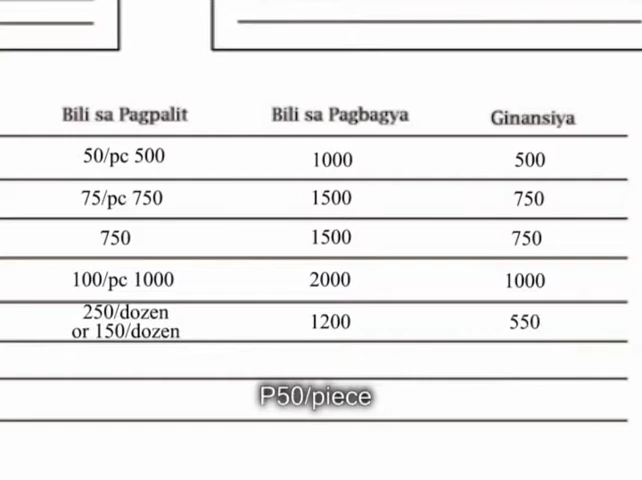 Bili sa Pagpalit Bili sa Pagbagya Ginansiya
50/pc 500 1000 500
75/pc 750 1500 750
750 1500 750
100/pc 1000 2000 1000
250/dozen
or 150/dozen 1200 550
P50/piece